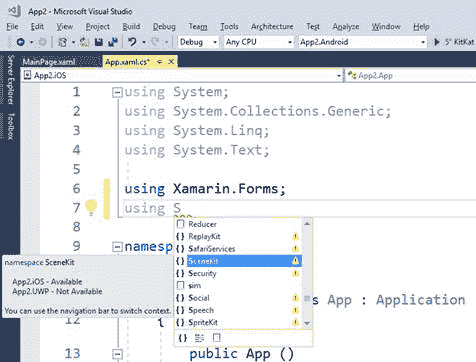 App2 - Microsoft Visual Studio
File Edit View Project Build Debug Team Tools Architecture Test Analyze Window Help
Debug Any CPU App2.Android 5" KitKat
Server Explorer
Toolbox
MainPage.xaml App.xaml.cs*
App2.iOS App2.App
1 using System;
2 using System.Collections.Generic;
3 using System.Linq;
4 using System.Text;
5
6 using Xamarin.Forms;
7 using S
8
Reducer
ReplayKit
9 namesp
SafariServices
SceneKit
Security
sim
Social
s App : Application
Speech
12 {
SpriteKit
13 public App ()
namespace SceneKit
App2.iOS - Available
App2.UWP - Not Available
You can use the navigation bar to switch context.